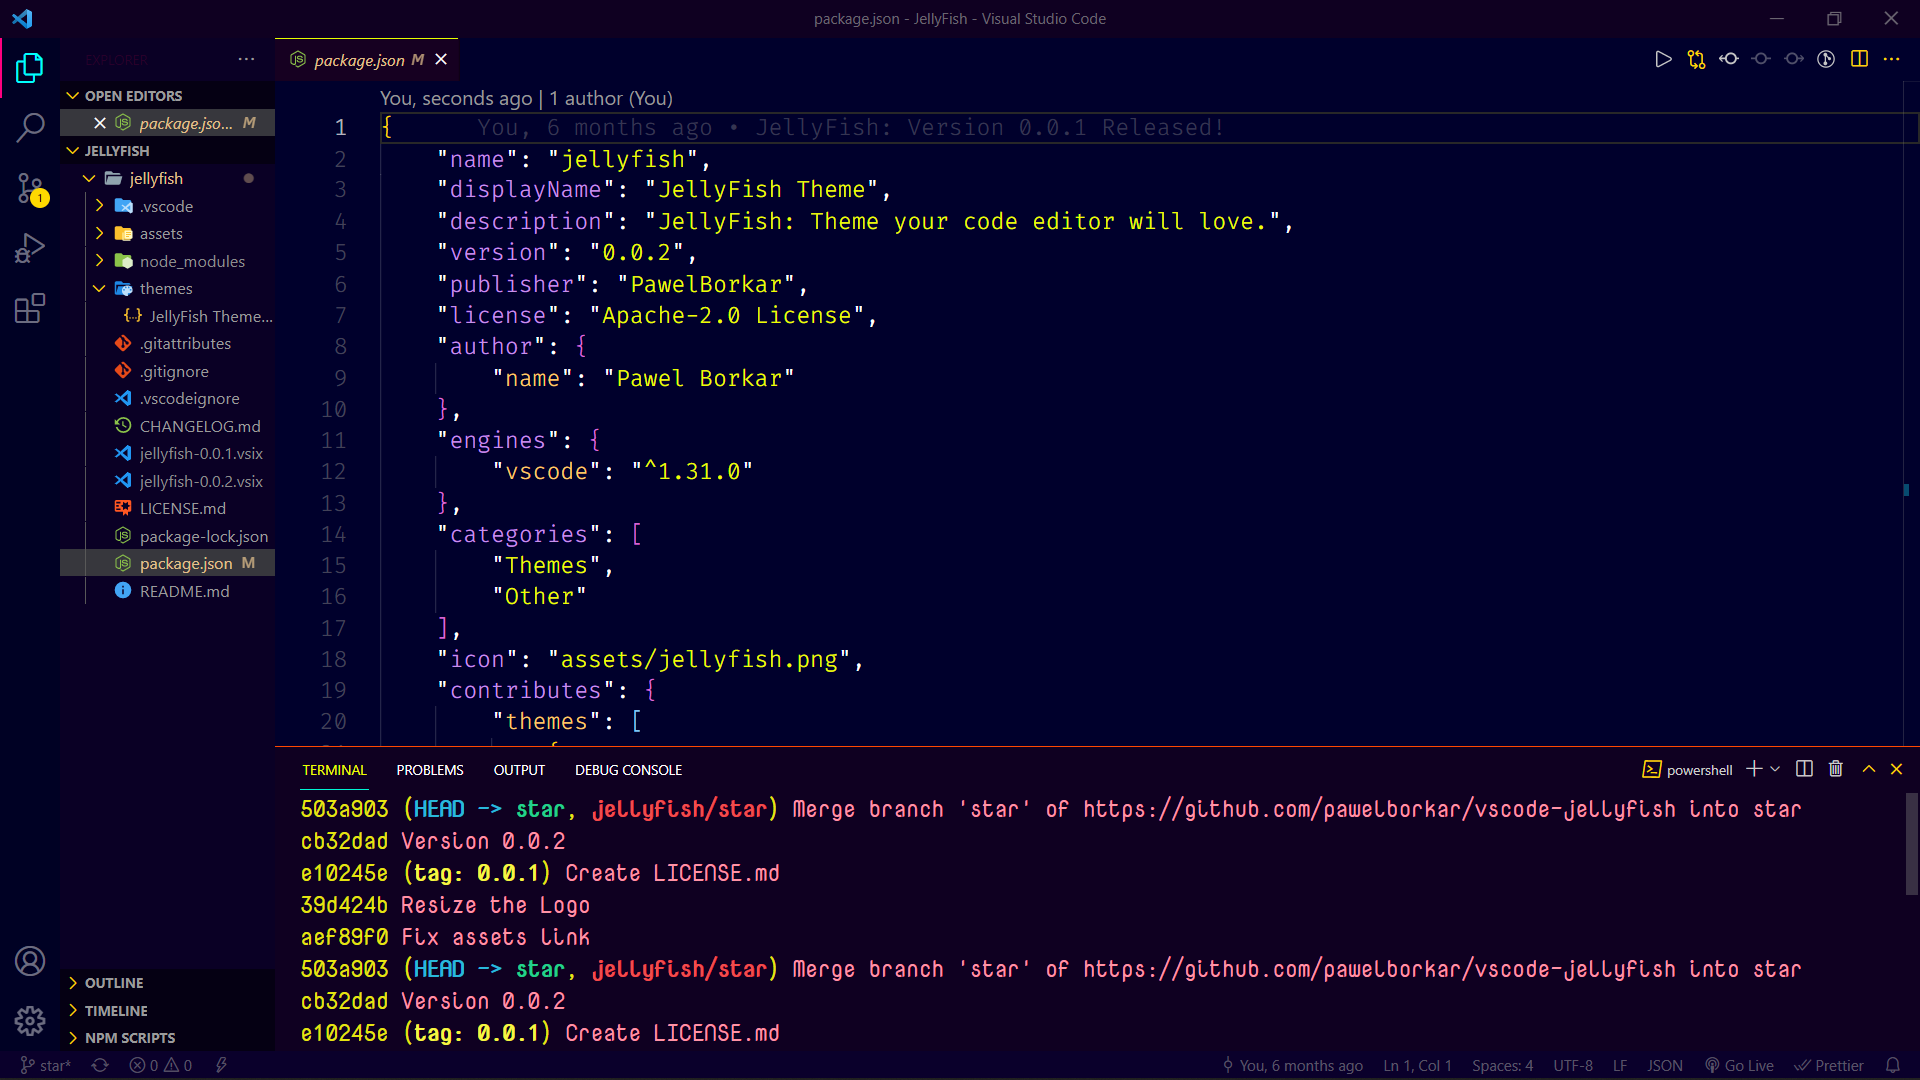 package.json - JellyFish - Visual Studio Code
EXPLORER
package.json M
OPEN EDITORS
package.jso... M
JELLYFISH
jellyfish
.vscode
assets
node_modules
themes
{..} JellyFish Theme...
.gitattributes
.gitignore
.vscodeignore
CHANGELOG.md
jellyfish-0.0.1.vsix
jellyfish-0.0.2.vsix
LICENSE.md
package-lock.json
package.json M
README.md
OUTLINE
TIMELINE
NPM SCRIPTS
1
You, seconds ago | 1 author (You)
1 { You, 6 months ago • JellyFish: Version 0.0.1 Released!
2 "name": "jellyfish",
3 "displayName": "JellyFish Theme",
4 "description": "JellyFish: Theme your code editor will love.",
5 "version": "0.0.2",
6 "publisher": "PawelBorkar",
7 "license": "Apache-2.0 License",
8 "author": {
9 "name": "Pawel Borkar"
10 },
11 "engines": {
12 "vscode": "^1.31.0"
13 },
14 "categories": [
15 "Themes",
16 "Other"
17 ],
18 "icon": "assets/jellyfish.png",
19 "contributes": {
20 "themes": [
TERMINAL PROBLEMS OUTPUT DEBUG CONSOLE powershell
503a903 (HEAD -> star, jellyfish/star) Merge branch 'star' of https://github.com/pawelborkar/vscode-jellyfish into star
cb32dad Version 0.0.2
e10245e (tag: 0.0.1) Create LICENSE.md
39d424b Resize the Logo
aef89f0 Fix assets link
503a903 (HEAD -> star, jellyfish/star) Merge branch 'star' of https://github.com/pawelborkar/vscode-jellyfish into star
cb32dad Version 0.0.2
e10245e (tag: 0.0.1) Create LICENSE.md
star* 0 0 You, 6 months ago Ln 1, Col 1 Spaces: 4 UTF-8 LF JSON Go Live Prettier